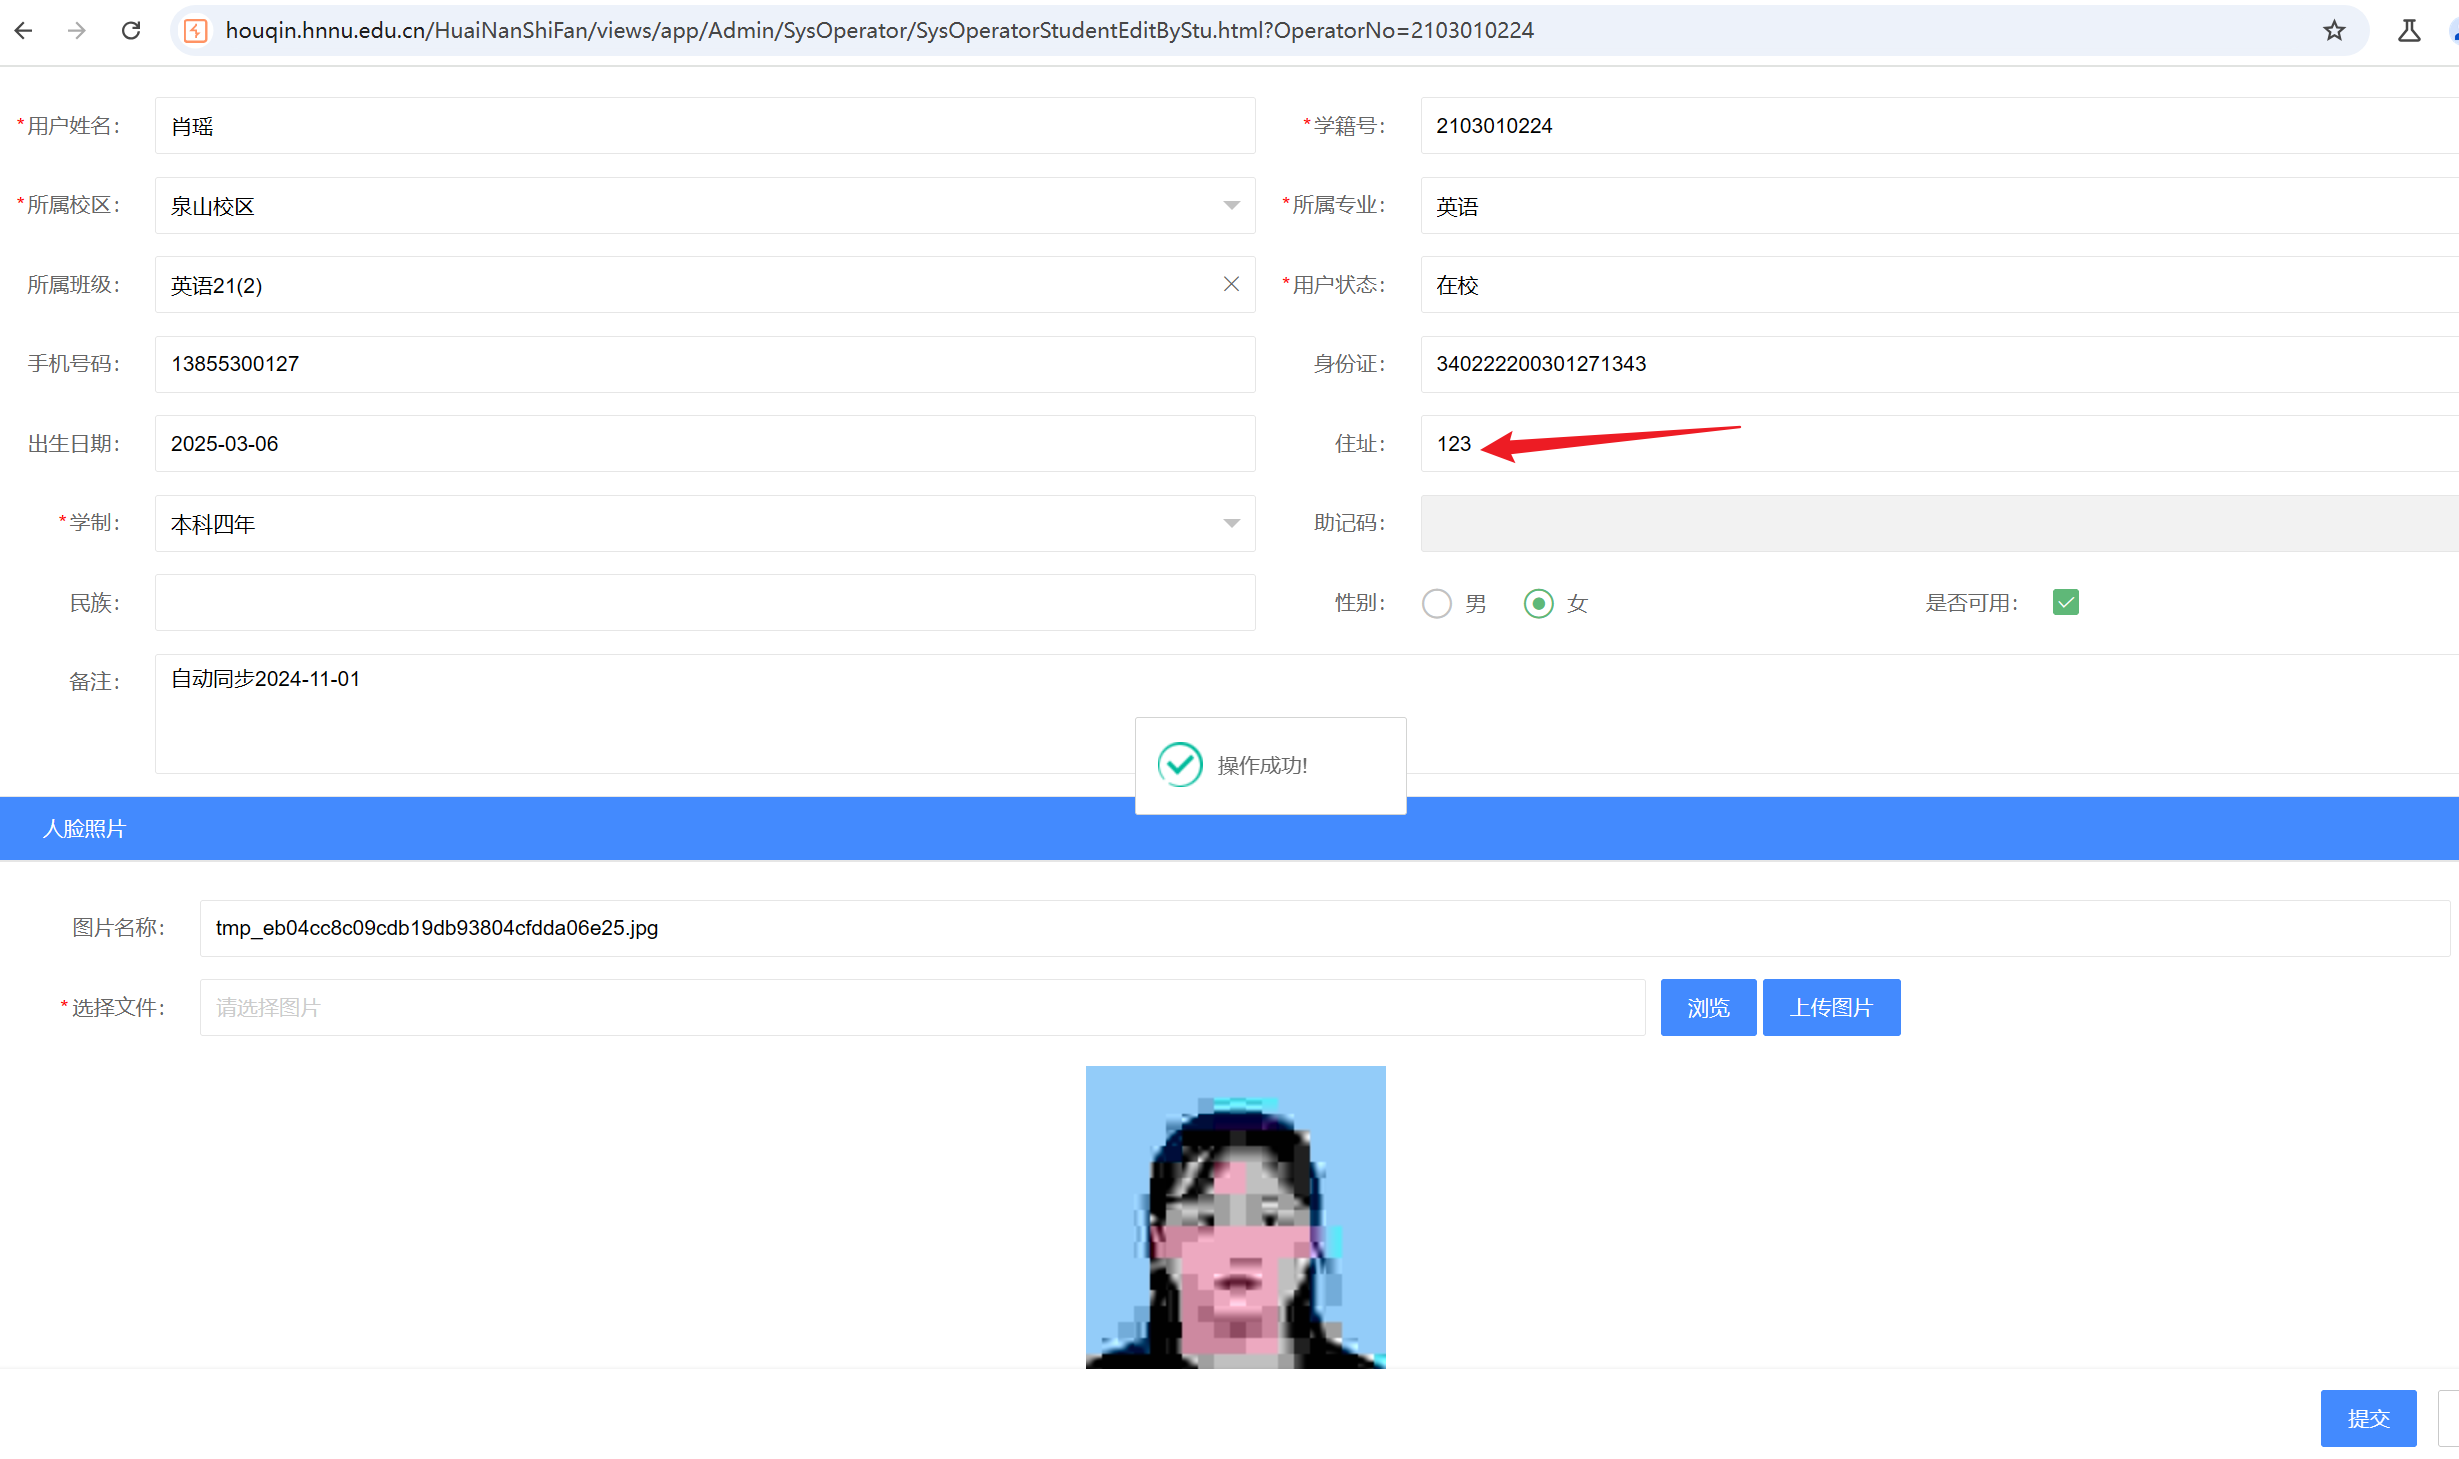 houqin.hnnu.edu.cn/HuaiNanShiFan/views/app/Admin/SysOperator/SysOperatorStudentEditByStu.html?OperatorNo=2103010224
*用户姓名: 肖瑶 *学籍号: 2103010224
*所属校区: 泉山校区 *所属专业: 英语
所属班级: 英语21(2) *用户状态: 在校
手机号码: 13855300127 身份证: 340222200301271343
出生日期: 2025-03-06 住址: 123
*学制: 本科四年 助记码:
民族: 性别: 男 女 是否可用:
备注: 自动同步2024-11-01
操作成功!
人脸照片
图片名称: tmp_eb04cc8c09cdb19db93804cfdda06e25.jpg
*选择文件: 请选择图片 浏览 上传图片
提交